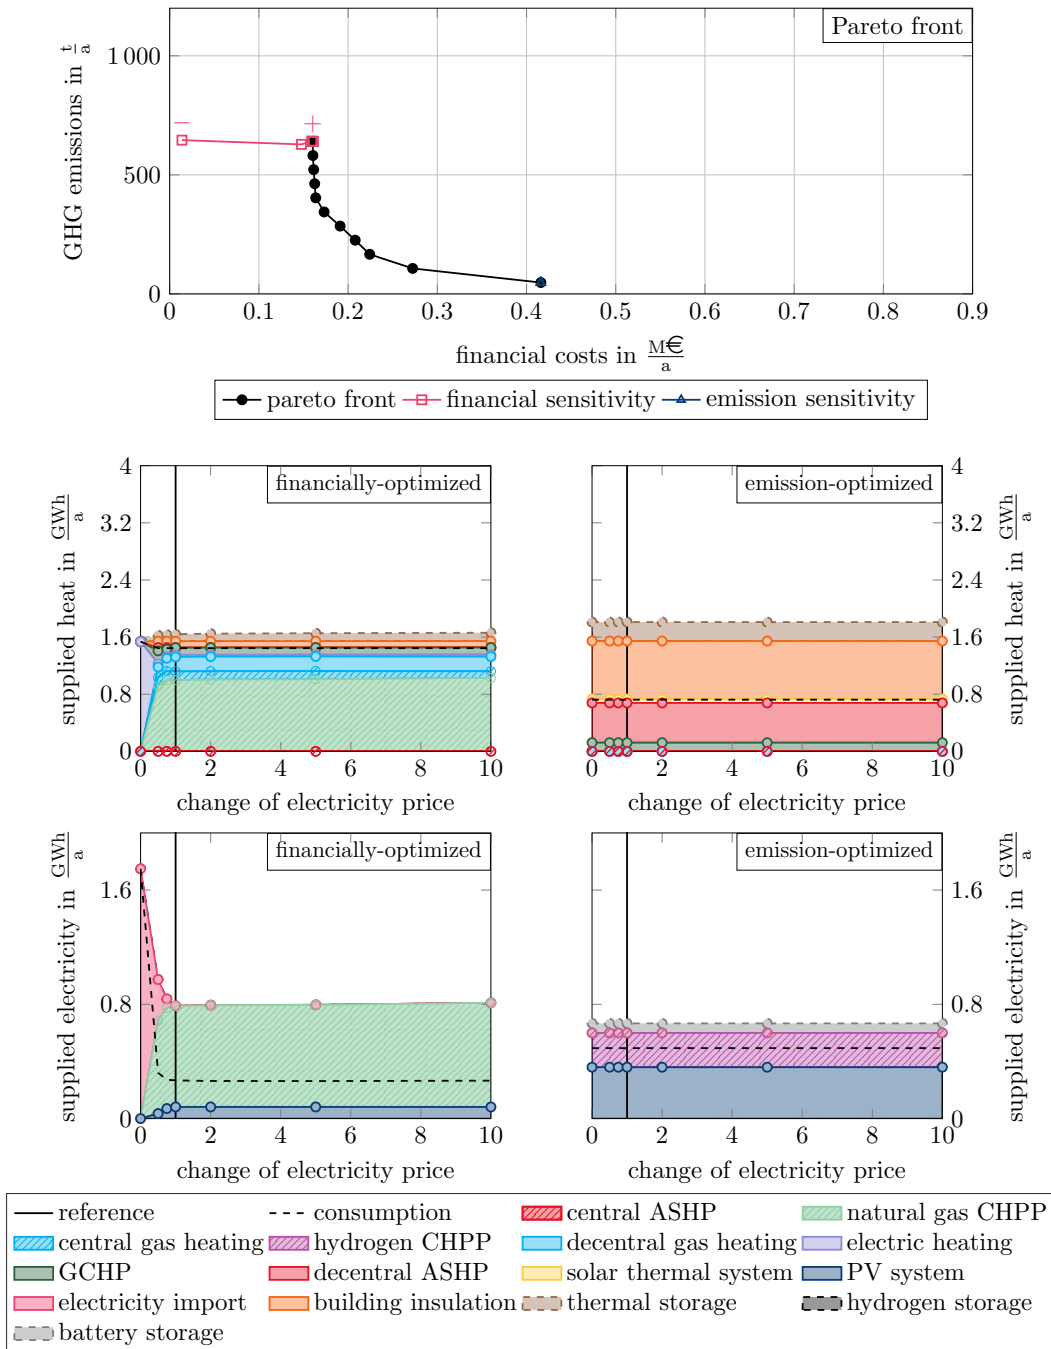 Pareto front
1 000
500
0
GHG emissions in t/a
− +
0 0.1 0.2 0.3 0.4 0.5 0.6 0.7 0.8 0.9
financial costs in M€/a
pareto front financial sensitivity emission sensitivity
financially-optimized
4
3.2
2.4
1.6
0.8
0
supplied heat in GWh/a
0 2 4 6 8 10
change of electricity price
emission-optimized
4
3.2
2.4
1.6
0.8
0
supplied heat in GWh/a
0 2 4 6 8 10
change of electricity price
financially-optimized
1.6
0.8
0
supplied electricity in GWh/a
0 2 4 6 8 10
change of electricity price
emission-optimized
1.6
0.8
0
supplied electricity in GWh/a
0 2 4 6 8 10
change of electricity price
reference consumption central ASHP natural gas CHPP
central gas heating hydrogen CHPP decentral gas heating electric heating
GCHP decentral ASHP solar thermal system PV system
electricity import building insulation thermal storage hydrogen storage
battery storage